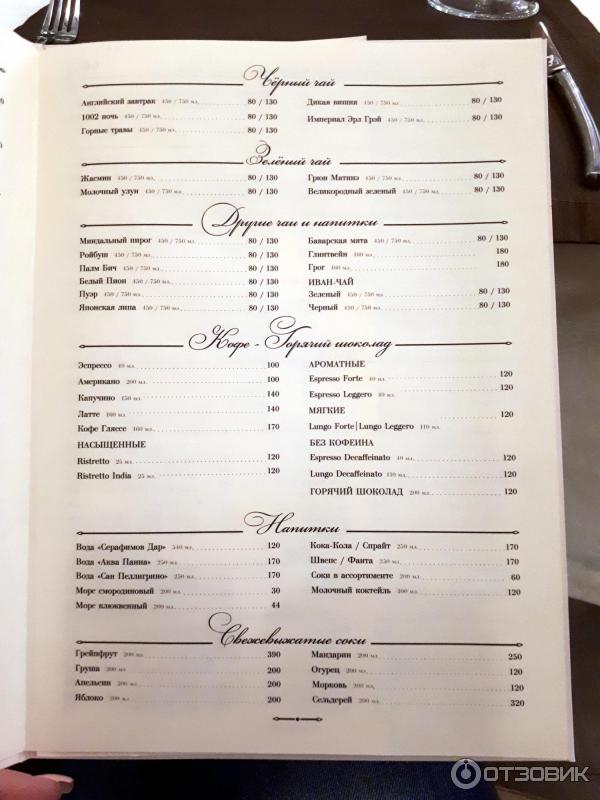 Чёрный чай
Английский завтрак 450 / 750 мл. 80 / 130
1002 ночь 450 / 750 мл. 80 / 130
Горные травы 450 / 750 мл. 80 / 130
Дикая вишня 450 / 750 мл. 80 / 130
Империал Эрл Грэй 450 / 750 мл. 80 / 130
Зелёный чай
Жасмин 450 / 750 мл. 80 / 130
Молочный улун 450 / 750 мл. 80 / 130
Грюн Матинэ 450 / 750 мл. 80 / 130
Великородный зеленый 450 / 750 мл. 80 / 130
Другие чаи и напитки
Миндальный пирог 450 / 750 мл. 80 / 130
Ройбуш 450 / 750 мл. 80 / 130
Палм Бич 450 / 750 мл. 80 / 130
Белый Пион 450 / 750 мл. 80 / 130
Пуэр 450 / 750 мл. 80 / 130
Японская липа 450 / 750 мл. 80 / 130
Баварская мята 450 / 750 мл. 80 / 130
Глинтвейн 160 мл. 180
Грог 160 мл. 180
ИВАН-ЧАЙ
Зеленый 450 / 750 мл. 80 / 130
Черный 450 / 750 мл. 80 / 130
Кофе - Горячий шоколад
Эспрессо 40 мл. 100
Американо 200 мл. 100
Капучино 150 мл. 140
Латте 160 мл. 140
Кофе Гляссе 160 мл. 170
НАСЫЩЕННЫЕ
Ristretto 25 мл. 120
Ristretto India 25 мл. 120
АРОМАТНЫЕ
Espresso Forte 40 мл. 120
Espresso Leggero 40 мл. 120
МЯГКИЕ
Lungo Forte|Lungo Leggero 110 мл. 120
БЕЗ КОФЕИНА
Espresso Decaffeinato 40 мл. 120
Lungo Decaffeinato 110 мл. 120
ГОРЯЧИЙ ШОКОЛАД 200 мл. 120
Напитки
Вода «Серафимов Дар» 540 мл. 120
Вода «Аква Панна» 250 мл. 170
Вода «Сан Пеллигрино» 250 мл. 170
Морс смородиновый 200 мл. 30
Морс клюквенный 200 мл. 44
Кока-Кола / Спрайт 250 мл. 170
Швепс / Фанта 250 мл. 170
Соки в ассортименте 200 мл. 60
Молочный коктейль 200 мл. 120
Свежевыжатые соки
Грейпфрут 200 мл. 390
Груша 200 мл. 200
Апельсин 200 мл. 200
Яблоко 200 мл. 200
Мандарин 200 мл. 250
Огурец 200 мл. 120
Морковь 200 мл. 120
Сельдерей 200 мл. 320
ОТЗОВИК